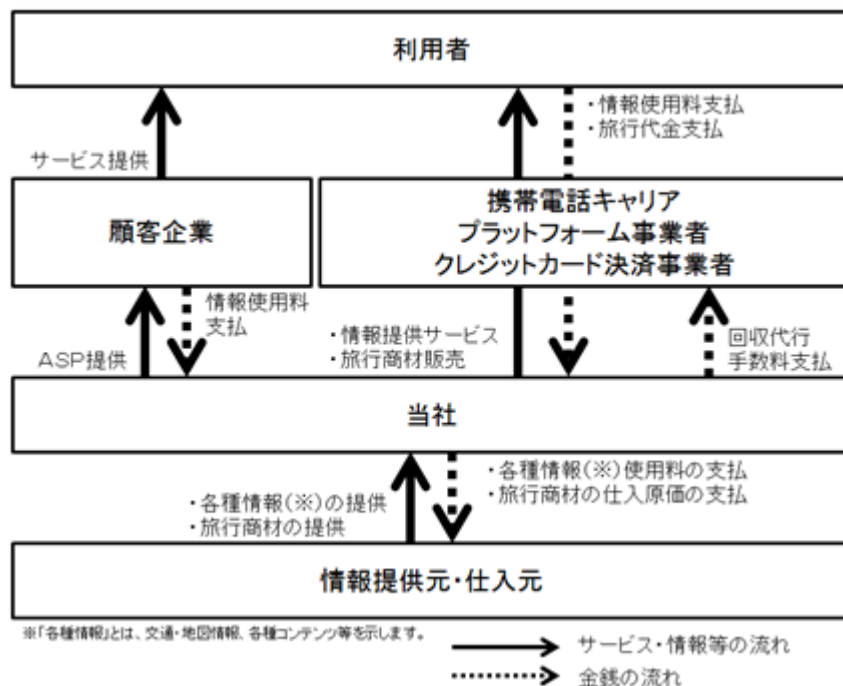 利用者
・情報使用料支払
・旅行代金支払
サービス提供
顧客企業
携帯電話キャリア
プラットフォーム事業者
クレジットカード決済事業者
情報使用料
支払
・情報提供サービス
・旅行商材販売
回収代行
手数料支払
ASP提供
当社
・各種情報(※)使用料の支払
・旅行商材の仕入原価の支払
・各種情報(※)の提供
・旅行商材の提供
情報提供元・仕入元
※「各種情報」とは、交通・地図情報、各種コンテンツ等を示します。
サービス・情報等の流れ
金銭の流れ